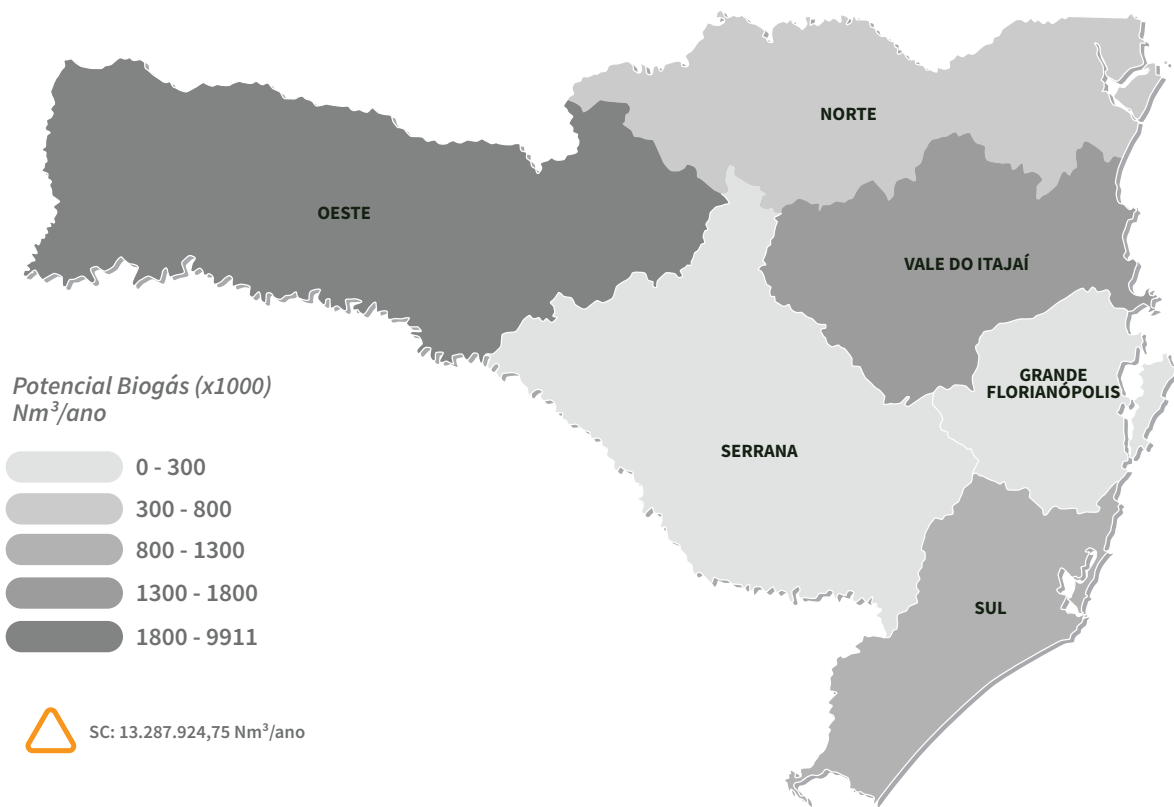 NORTE
OESTE
VALE DO ITAJAÍ
GRANDE
FLORIANÓPOLIS
SERRANA
SUL
Potencial Biogás (x1000)
Nm³/ano
0 - 300
300 - 800
800 - 1300
1300 - 1800
1800 - 9911
SC: 13.287.924,75 Nm³/ano